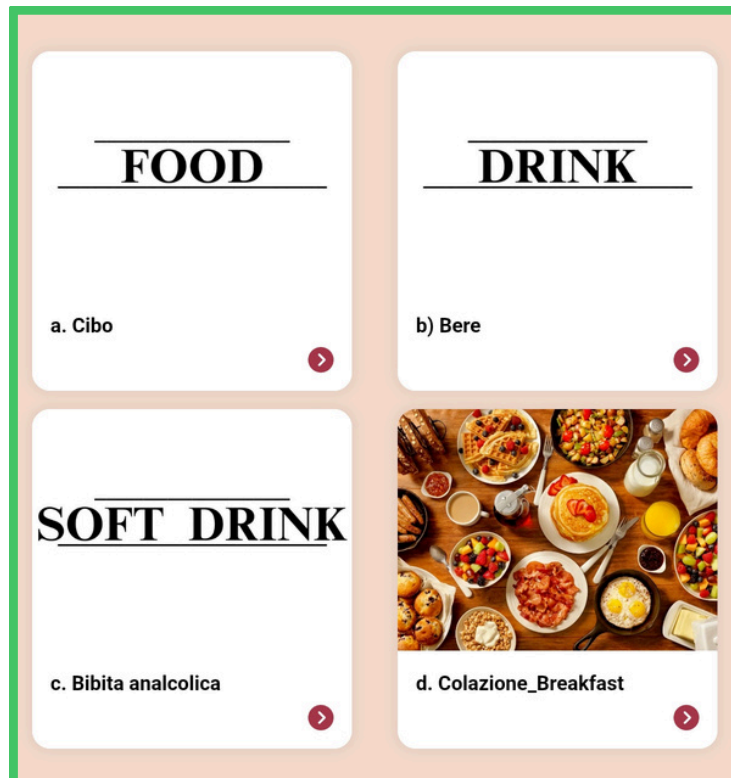 FOOD
a. Cibo
DRINK
b) Bere
SOFT DRINK
c. Bibita analcolica
d. Colazione_Breakfast